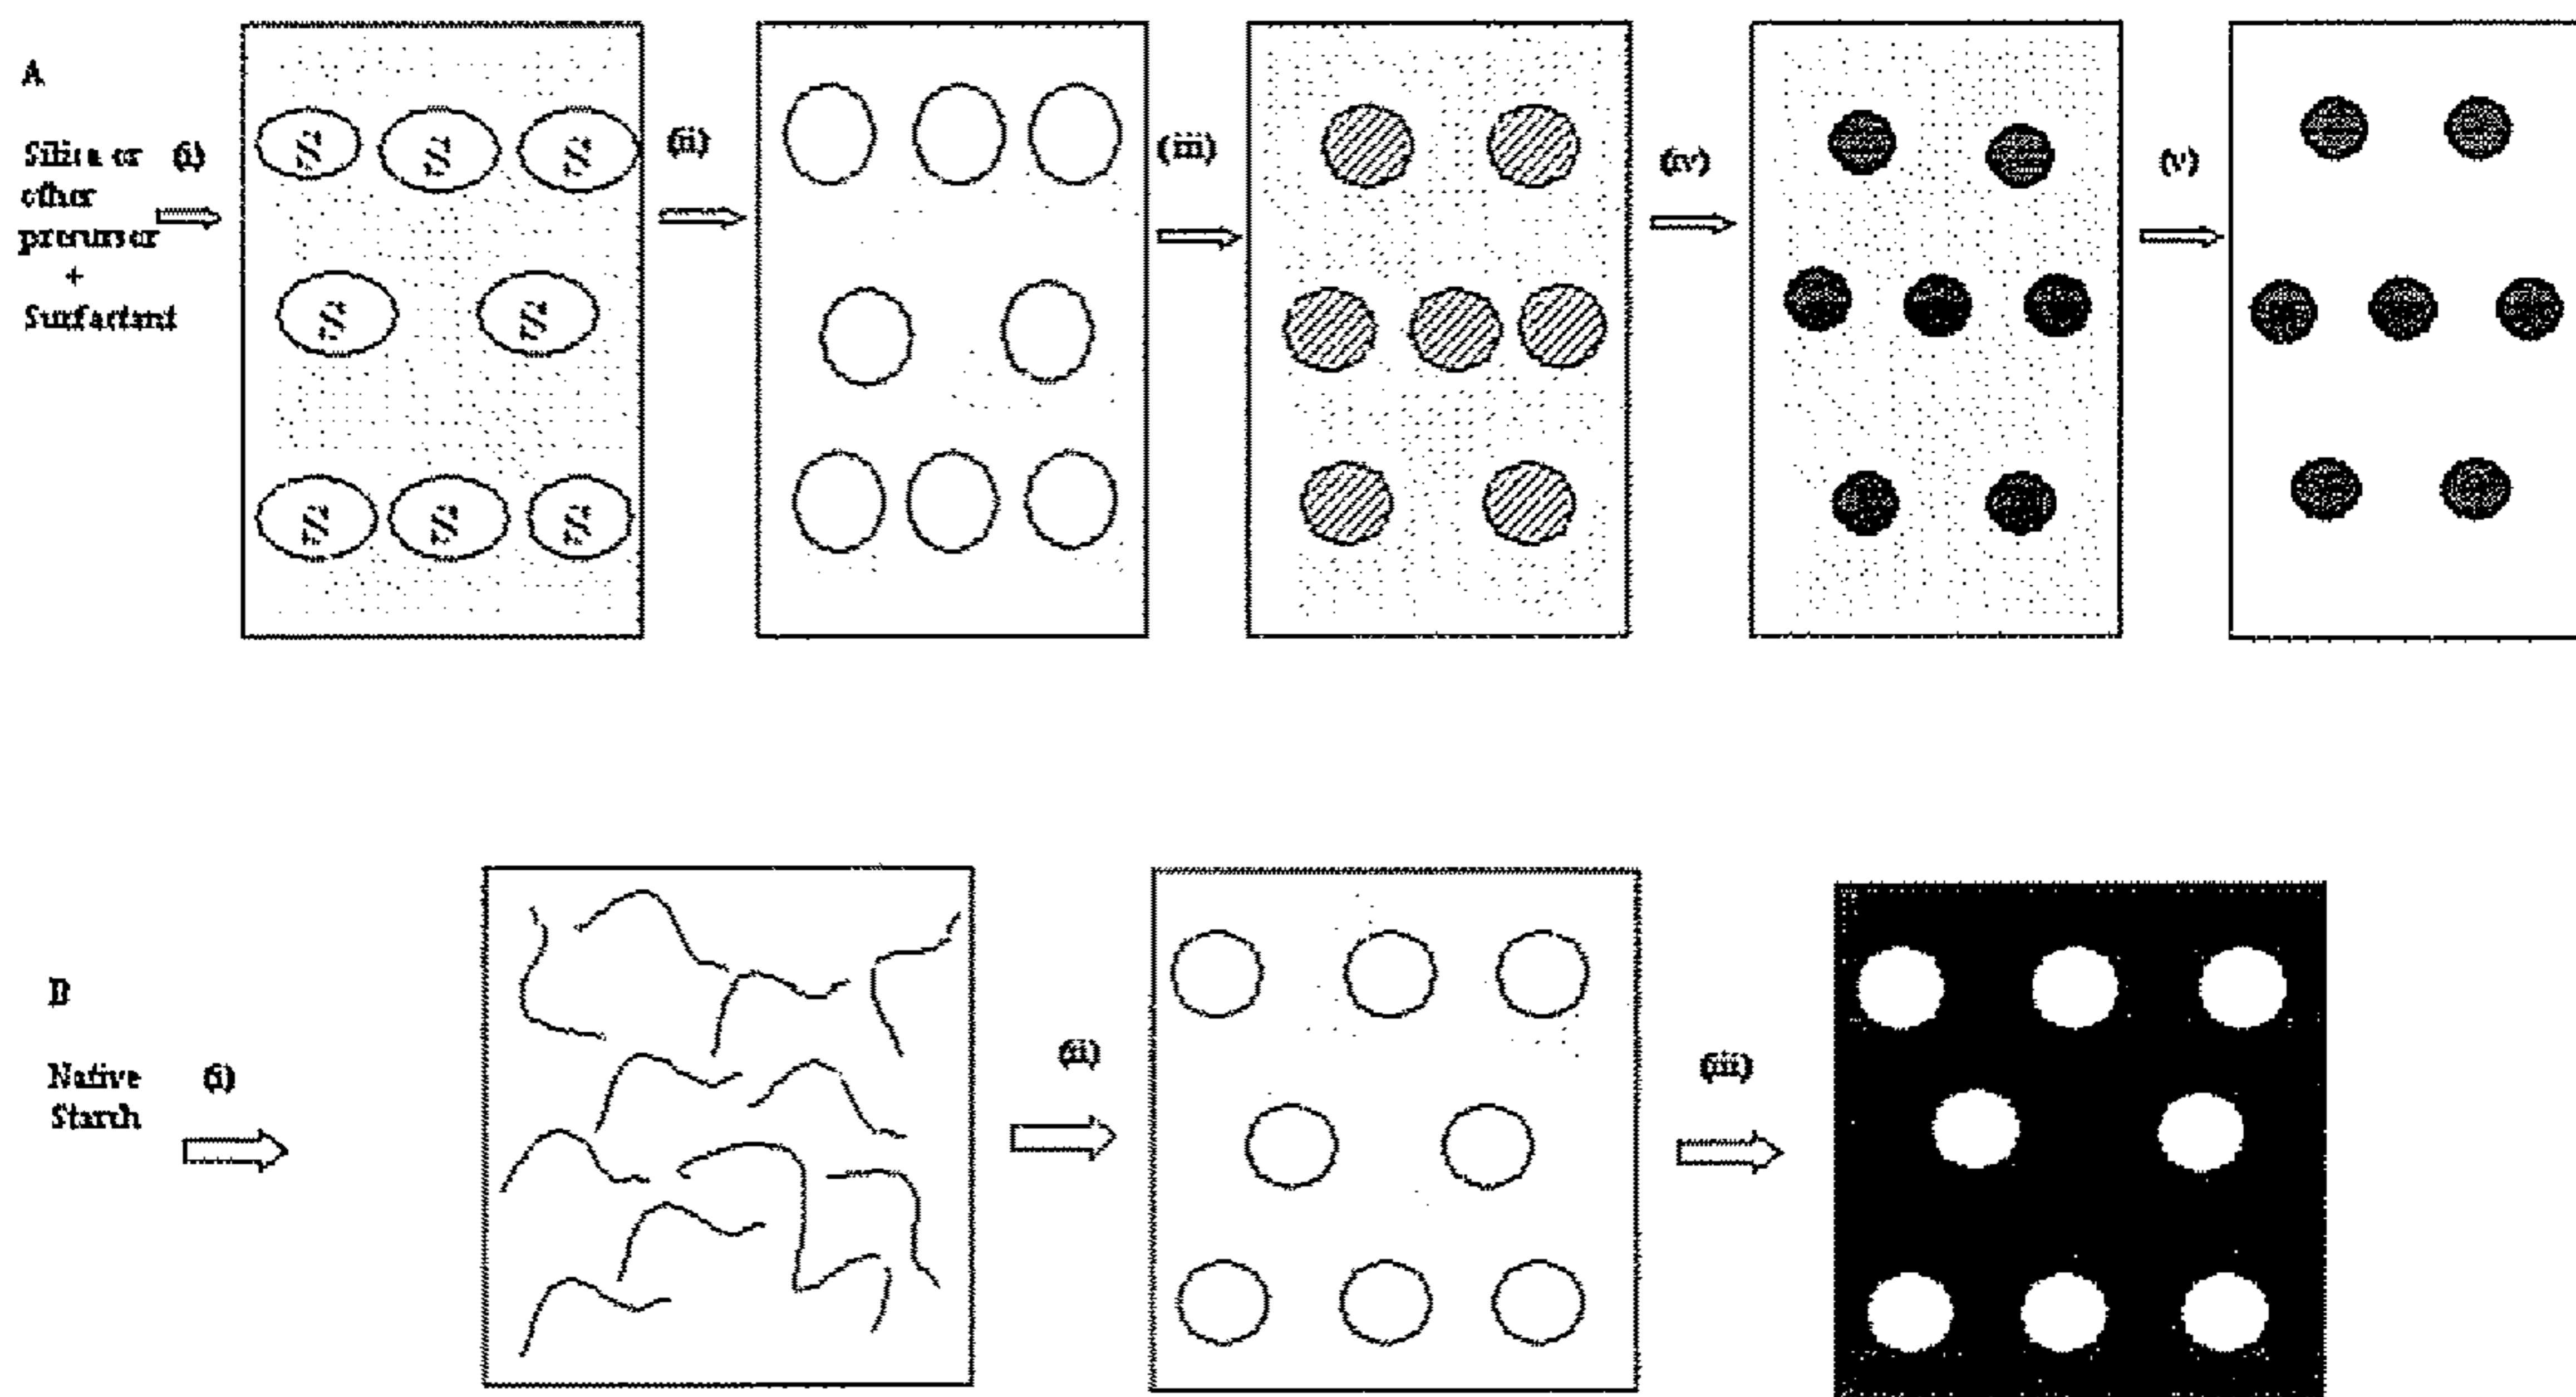 A
Silica or
other
precursor
+
Surfactant
(i)
(ii)
(iii)
(iv)
(v)
B
Native
Starch
(i)
(ii)
(iii)